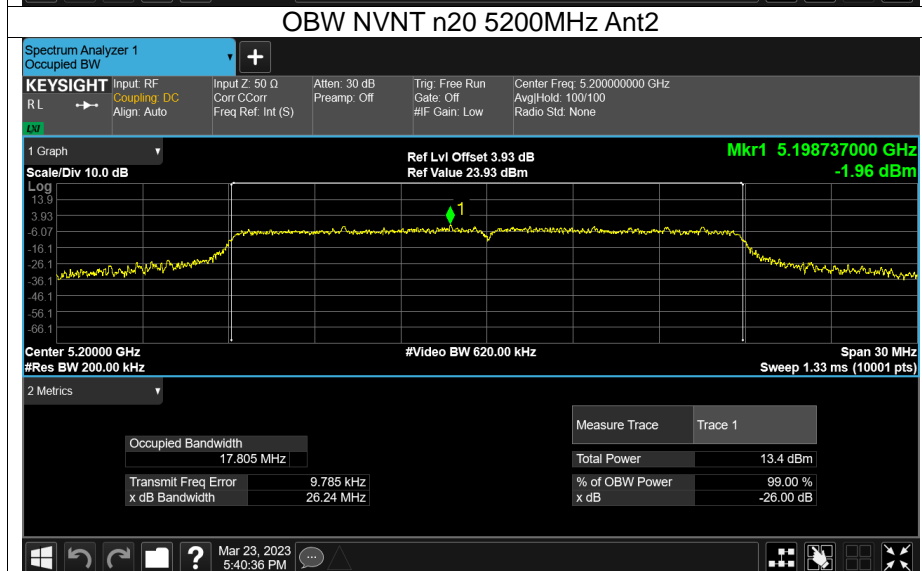 OBW NVNT n20 5200MHz Ant2
Spectrum Analyzer 1
Occupied BW
+
KEYSIGHT
R L
LXI
Input: RF
Coupling: DC
Align: Auto
Input Z: 50 Ω
Corr CCorr
Freq Ref: Int (S)
Atten: 30 dB
Preamp: Off
Trig: Free Run
Gate: Off
#IF Gain: Low
Center Freq: 5.200000000 GHz
Avg|Hold: 100/100
Radio Std: None
1 Graph
Scale/Div 10.0 dB
Ref Lvl Offset 3.93 dB
Ref Value 23.93 dBm
Mkr1 5.198737000 GHz
-1.96 dBm
Log
13.9
3.93
-6.07
-16.1
-26.1
-36.1
-46.1
-56.1
-66.1
1
Center 5.20000 GHz
#Res BW 200.00 kHz
#Video BW 620.00 kHz
Span 30 MHz
Sweep 1.33 ms (10001 pts)
2 Metrics
Occupied Bandwidth
17.805 MHz
Transmit Freq Error 9.785 kHz
x dB Bandwidth 26.24 MHz
Measure Trace Trace 1
Total Power 13.4 dBm
% of OBW Power 99.00 %
x dB -26.00 dB
?
Mar 23, 2023
5:40:36 PM